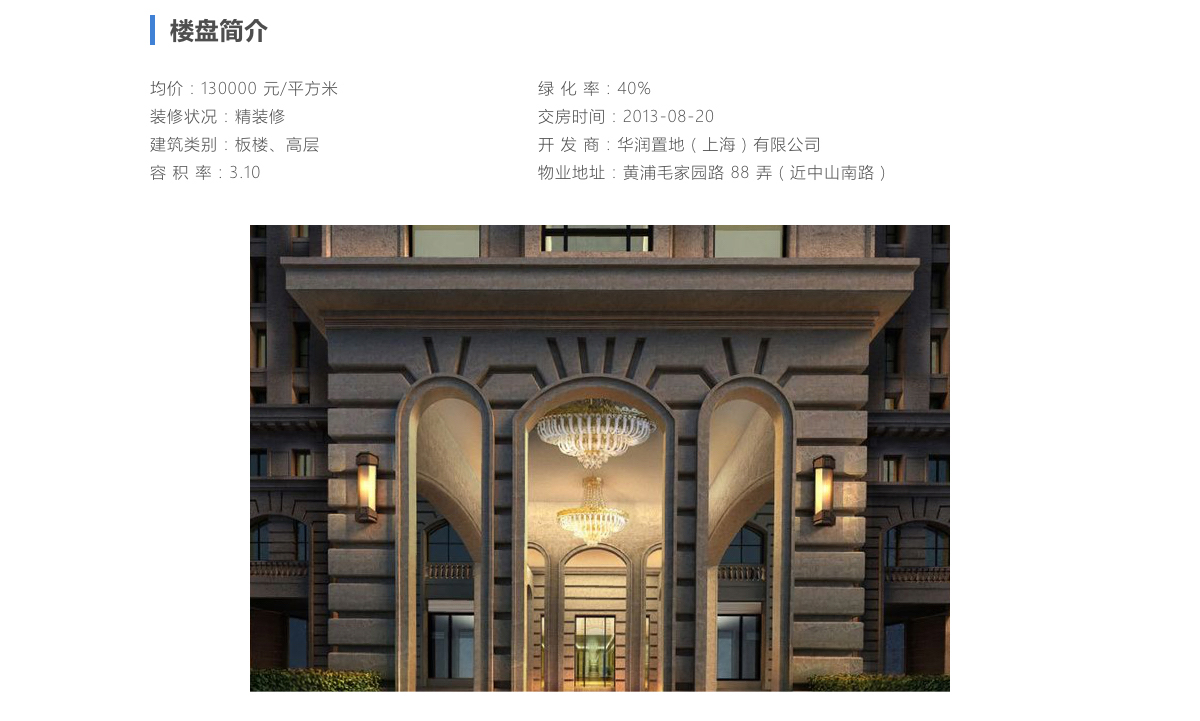 楼盘简介
均价：130000 元/平方米
绿 化 率：40%
装修状况：精装修
交房时间：2013-08-20
建筑类别：板楼、高层
开 发 商：华润置地（上海）有限公司
容 积 率：3.10
物业地址：黄浦毛家园路 88 弄（近中山南路）